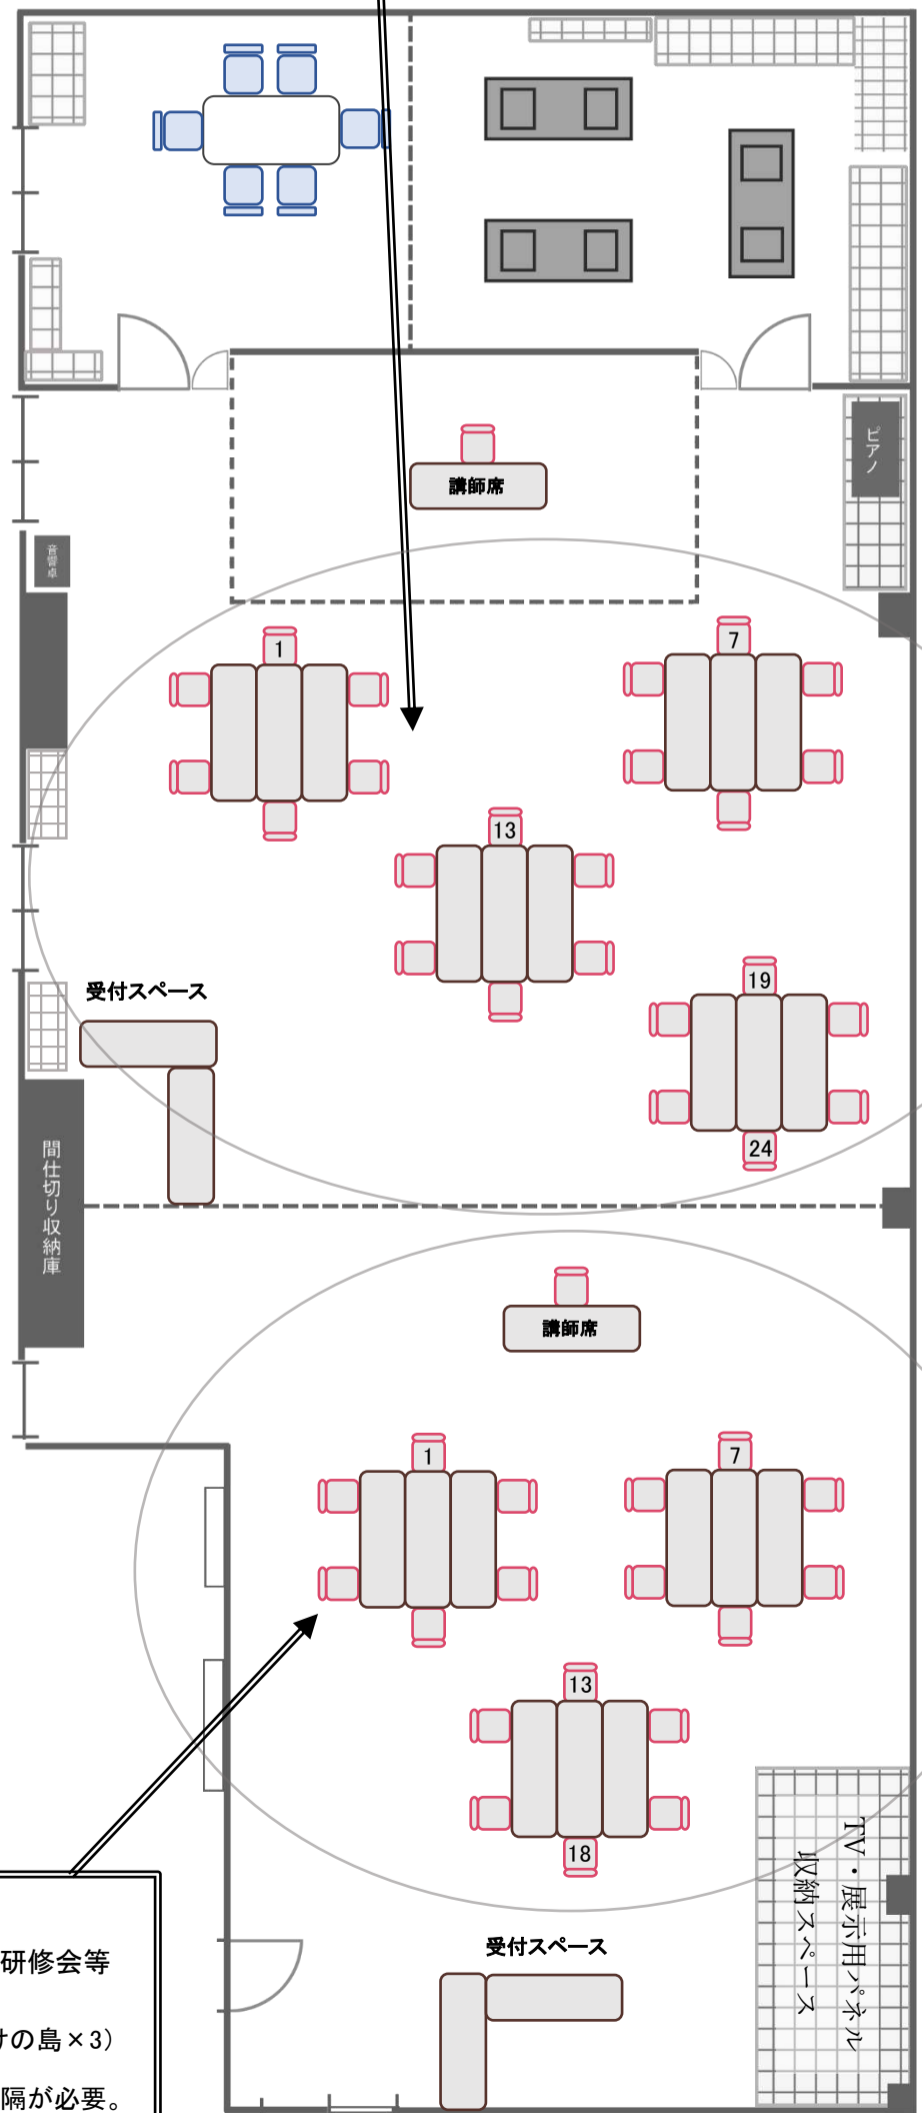 講師席
ピアノ
音響卓
1
7
13
受付スペース
19
24
間仕切り収納庫
講師席
1
7
13
18
TV・展示用パネル
収納スペース
受付スペース
研修会等
けの島×3）
隔が必要。